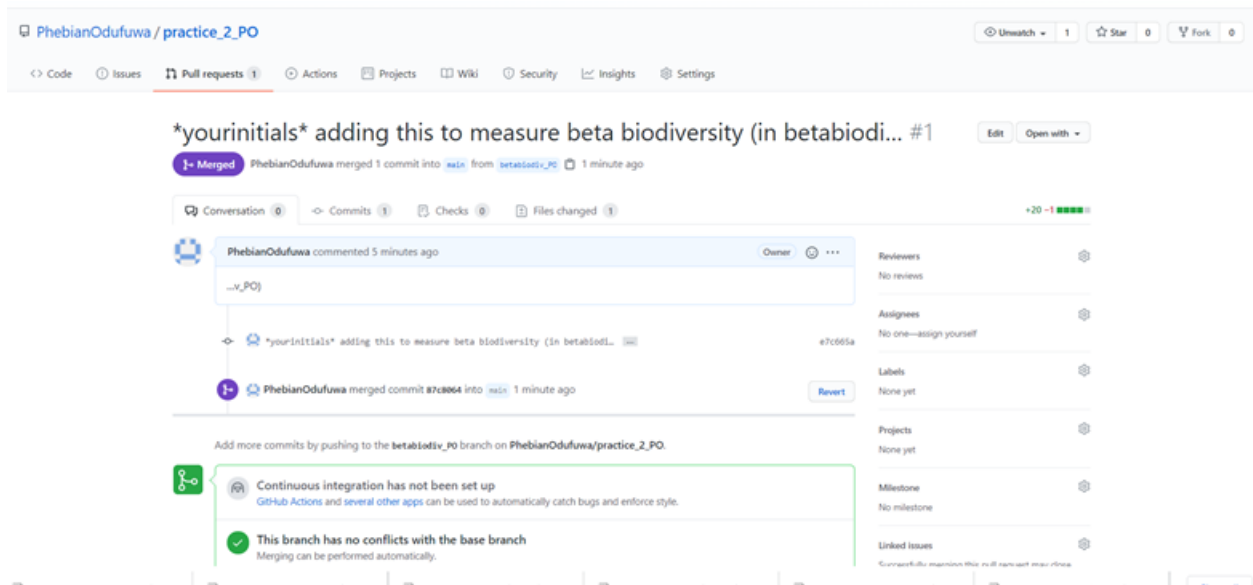 PhebianOdufuwa / practice_2_PO
Unwatch 1 Star 0 Fork 0
<> Code Issues Pull requests 1 Actions Projects Wiki Security Insights Settings
*yourinitials* adding this to measure beta biodiversity (in betabiodi... #1
Edit Open with
Merged PhebianOdufuwa merged 1 commit into main from betabiodiv_PO 1 minute ago
Conversation 0 Commits 1 Checks 0 Files changed 1
+20 −1
PhebianOdufuwa commented 5 minutes ago Owner ...
...v_PO)
*yourinitials* adding this to measure beta biodiversity (in betabiodi… e7c665a
PhebianOdufuwa merged commit 87c8064 into main 1 minute ago Revert
Add more commits by pushing to the betabiodiv_PO branch on PhebianOdufuwa/practice_2_PO.
Continuous integration has not been set up
GitHub Actions and several other apps can be used to automatically catch bugs and enforce style.
This branch has no conflicts with the base branch
Merging can be performed automatically.
Reviewers
No reviews
Assignees
No one—assign yourself
Labels
None yet
Projects
None yet
Milestone
No milestone
Linked issues
Successfully merging this pull request may close